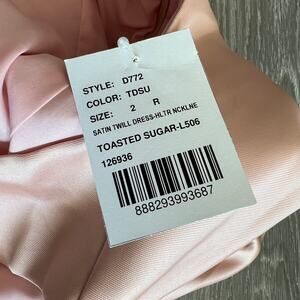 STYLE: D772
COLOR: TDSU
SIZE: 2 R
SATIN TWILL DRESS-HLTR NCKLNE
TOASTED SUGAR-L506
126936
888293993687